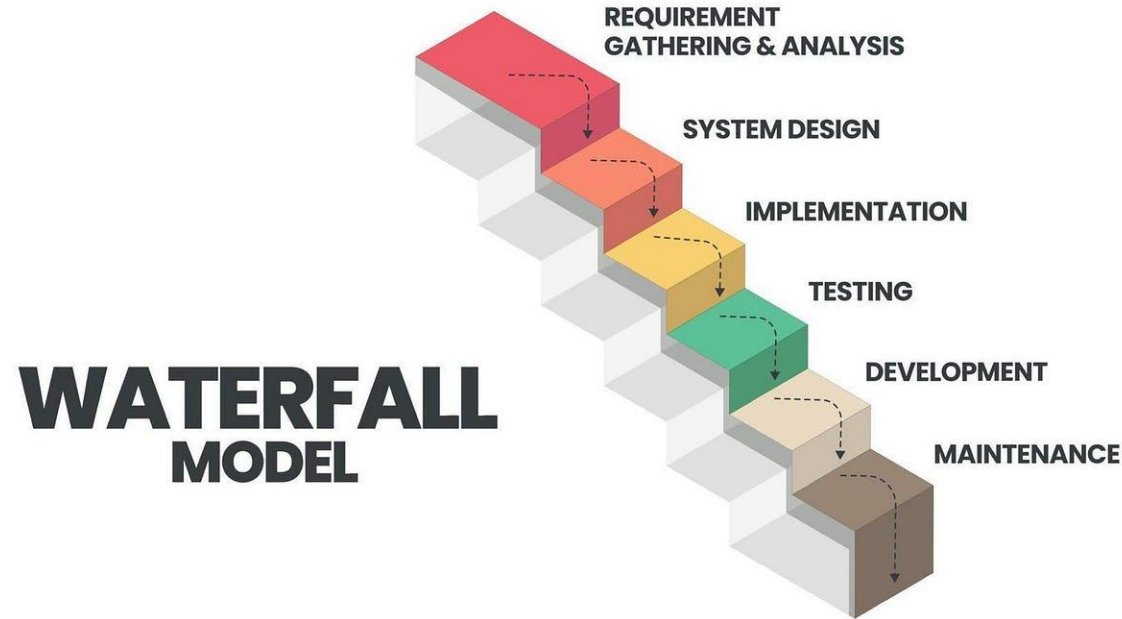 REQUIREMENT
GATHERING & ANALYSIS
SYSTEM DESIGN
IMPLEMENTATION
TESTING
DEVELOPMENT
MAINTENANCE
WATERFALL
MODEL